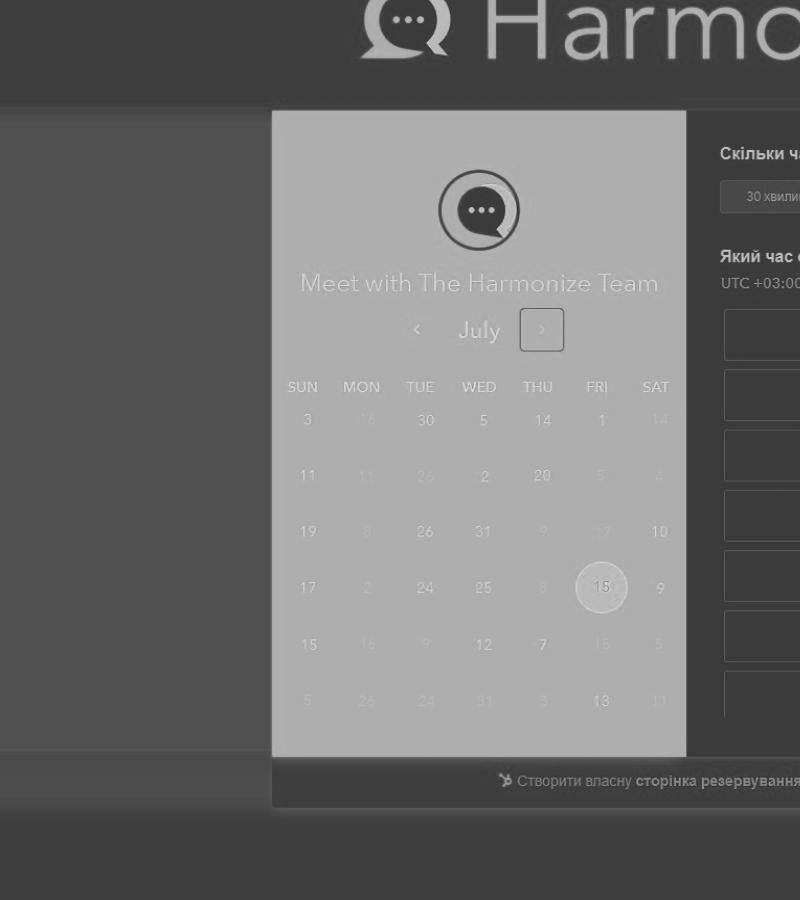 Harmo
Скільки ч
30 хвили
Meet with The Harmonize Team
Який час
UTC +03:00
July
SUN MON TUE WED THU FRI SAT
3 16 30 5 14 1 14
11 11 26 2 20 5 4
19 8 26 31 9 17 10
17 2 24 25 8 15 9
15 16 9 12 7 15 5
5 26 24 31 3 13 11
Створити власну сторінка резервування